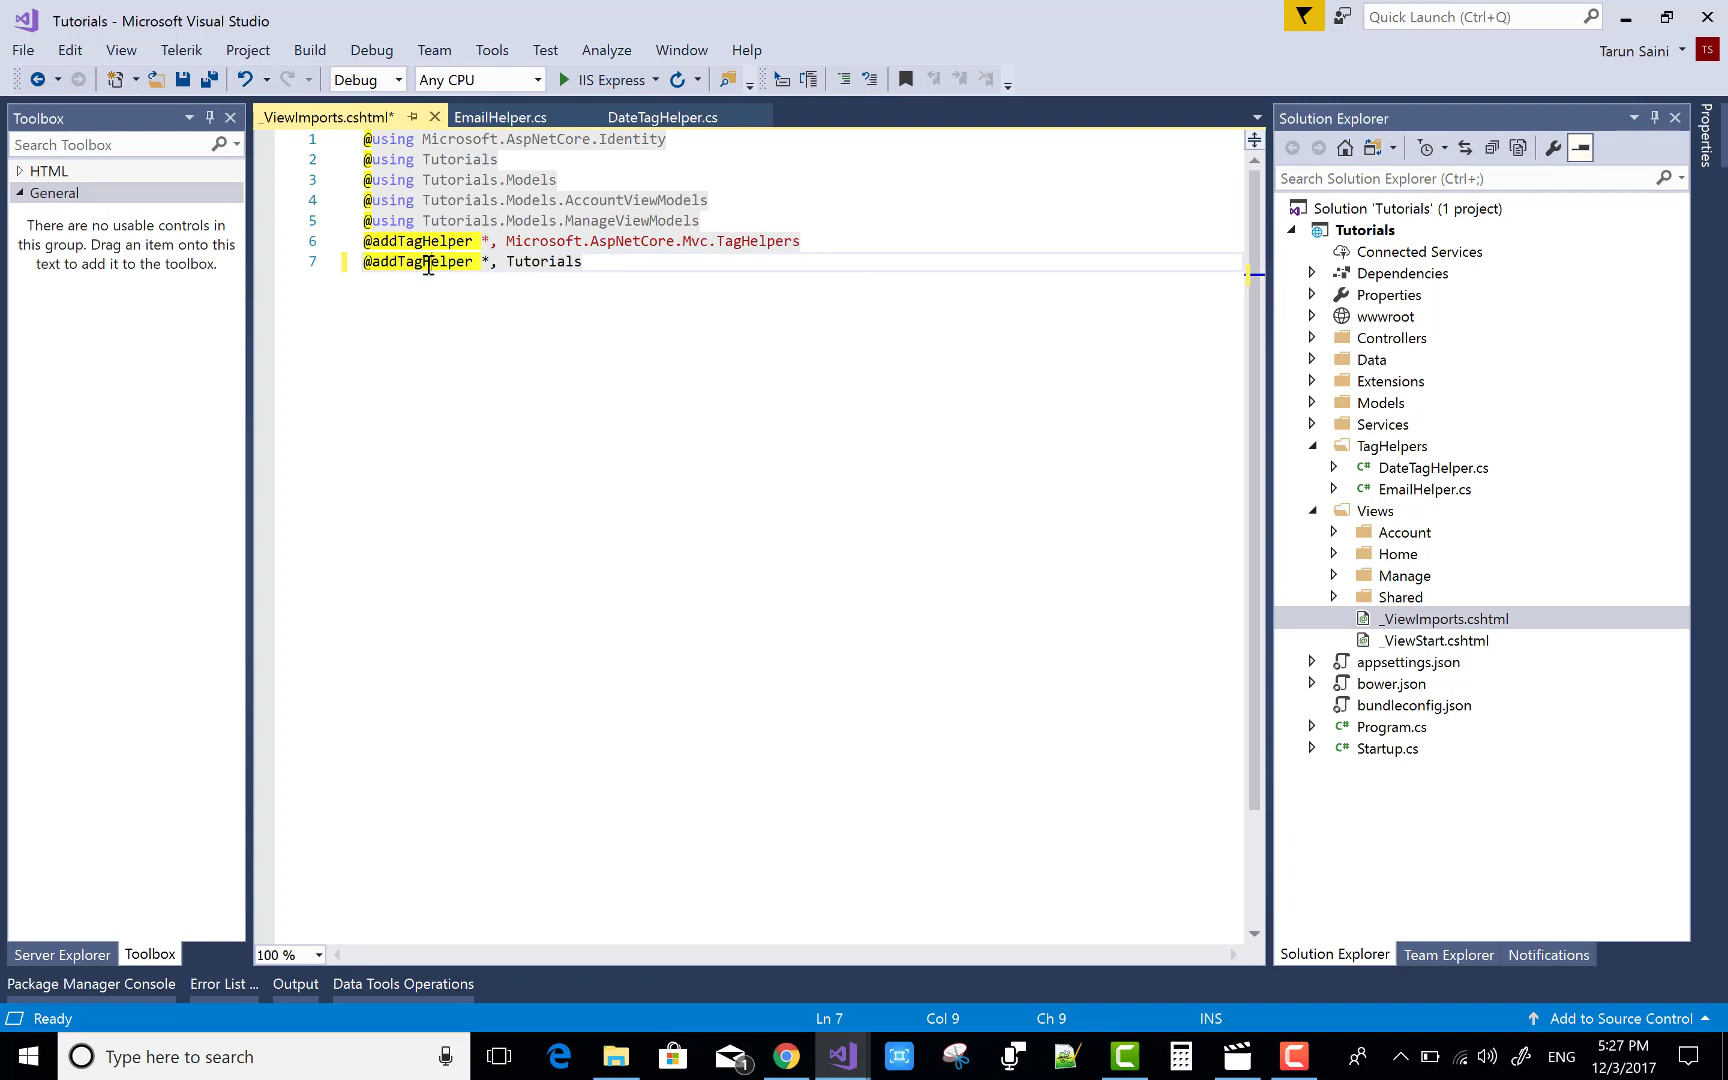 Tutorials - Microsoft Visual Studio
Quick Launch (Ctrl+Q)
File Edit View Telerik Project Build Debug Team Tools Test Analyze Window Help
Tarun Saini TS
Debug Any CPU IIS Express
Toolbox
Search Toolbox
HTML
General
There are no usable controls in
this group. Drag an item onto this
text to add it to the toolbox.
_ViewImports.cshtml* EmailHelper.cs DateTagHelper.cs
1 @using Microsoft.AspNetCore.Identity
2 @using Tutorials
3 @using Tutorials.Models
4 @using Tutorials.Models.AccountViewModels
5 @using Tutorials.Models.ManageViewModels
6 @addTagHelper *, Microsoft.AspNetCore.Mvc.TagHelpers
7 @addTagHelper *, Tutorials
100 %
Solution Explorer
Search Solution Explorer (Ctrl+;)
Solution 'Tutorials' (1 project)
Tutorials
Connected Services
Dependencies
Properties
wwwroot
Controllers
Data
Extensions
Models
Services
TagHelpers
C# DateTagHelper.cs
C# EmailHelper.cs
Views
Account
Home
Manage
Shared
_ViewImports.cshtml
_ViewStart.cshtml
appsettings.json
bower.json
bundleconfig.json
C# Program.cs
C# Startup.cs
Properties
Server Explorer Toolbox
Solution Explorer Team Explorer Notifications
Package Manager Console Error List ... Output Data Tools Operations
Ready Ln 7 Col 9 Ch 9 INS Add to Source Control
Type here to search
1
ENG
5:27 PM
12/3/2017